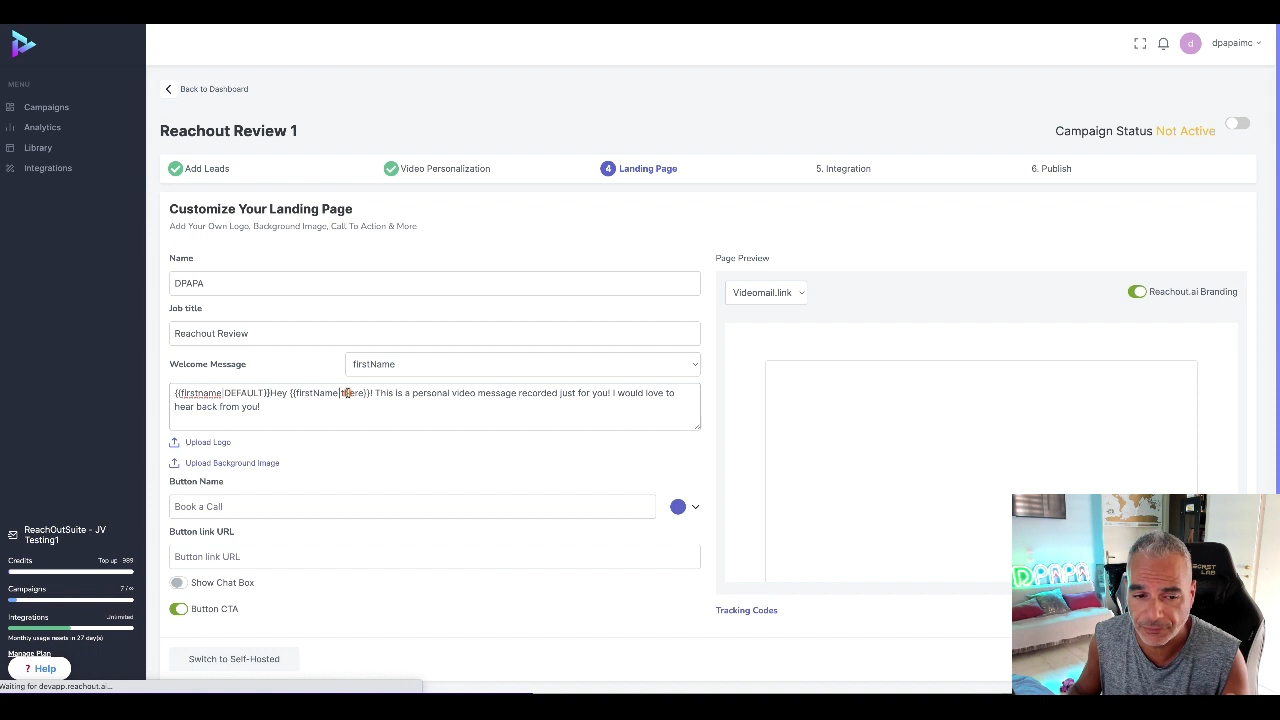 d
dpapaimc
MENU
Campaigns
Analytics
Library
Integrations
Back to Dashboard
Reachout Review 1
Campaign Status Not Active
Add Leads
Video Personalization
4 Landing Page
5. Integration
6. Publish
Customize Your Landing Page
Add Your Own Logo, Background Image, Call To Action & More
Name
DPAPA
Job title
Reachout Review
Welcome Message
firstName
{{firstname|DEFAULT}}Hey {{firstName|there}}! This is a personal video message recorded just for you! I would love to
hear back from you!
Upload Logo
Upload Background Image
Button Name
Book a Call
Button link URL
Button link URL
Show Chat Box
Button CTA
Switch to Self-Hosted
Page Preview
Videomail.link
Reachout.ai Branding
Tracking Codes
ReachOutSuite - JV
Testing1
Credits
Top up 989
Campaigns
7 / ∞
Integrations
Unlimited
Monthly usage resets in 27 day(s)
Manage Plan
? Help
Waiting for devapp.reachout.ai...
DPAPA